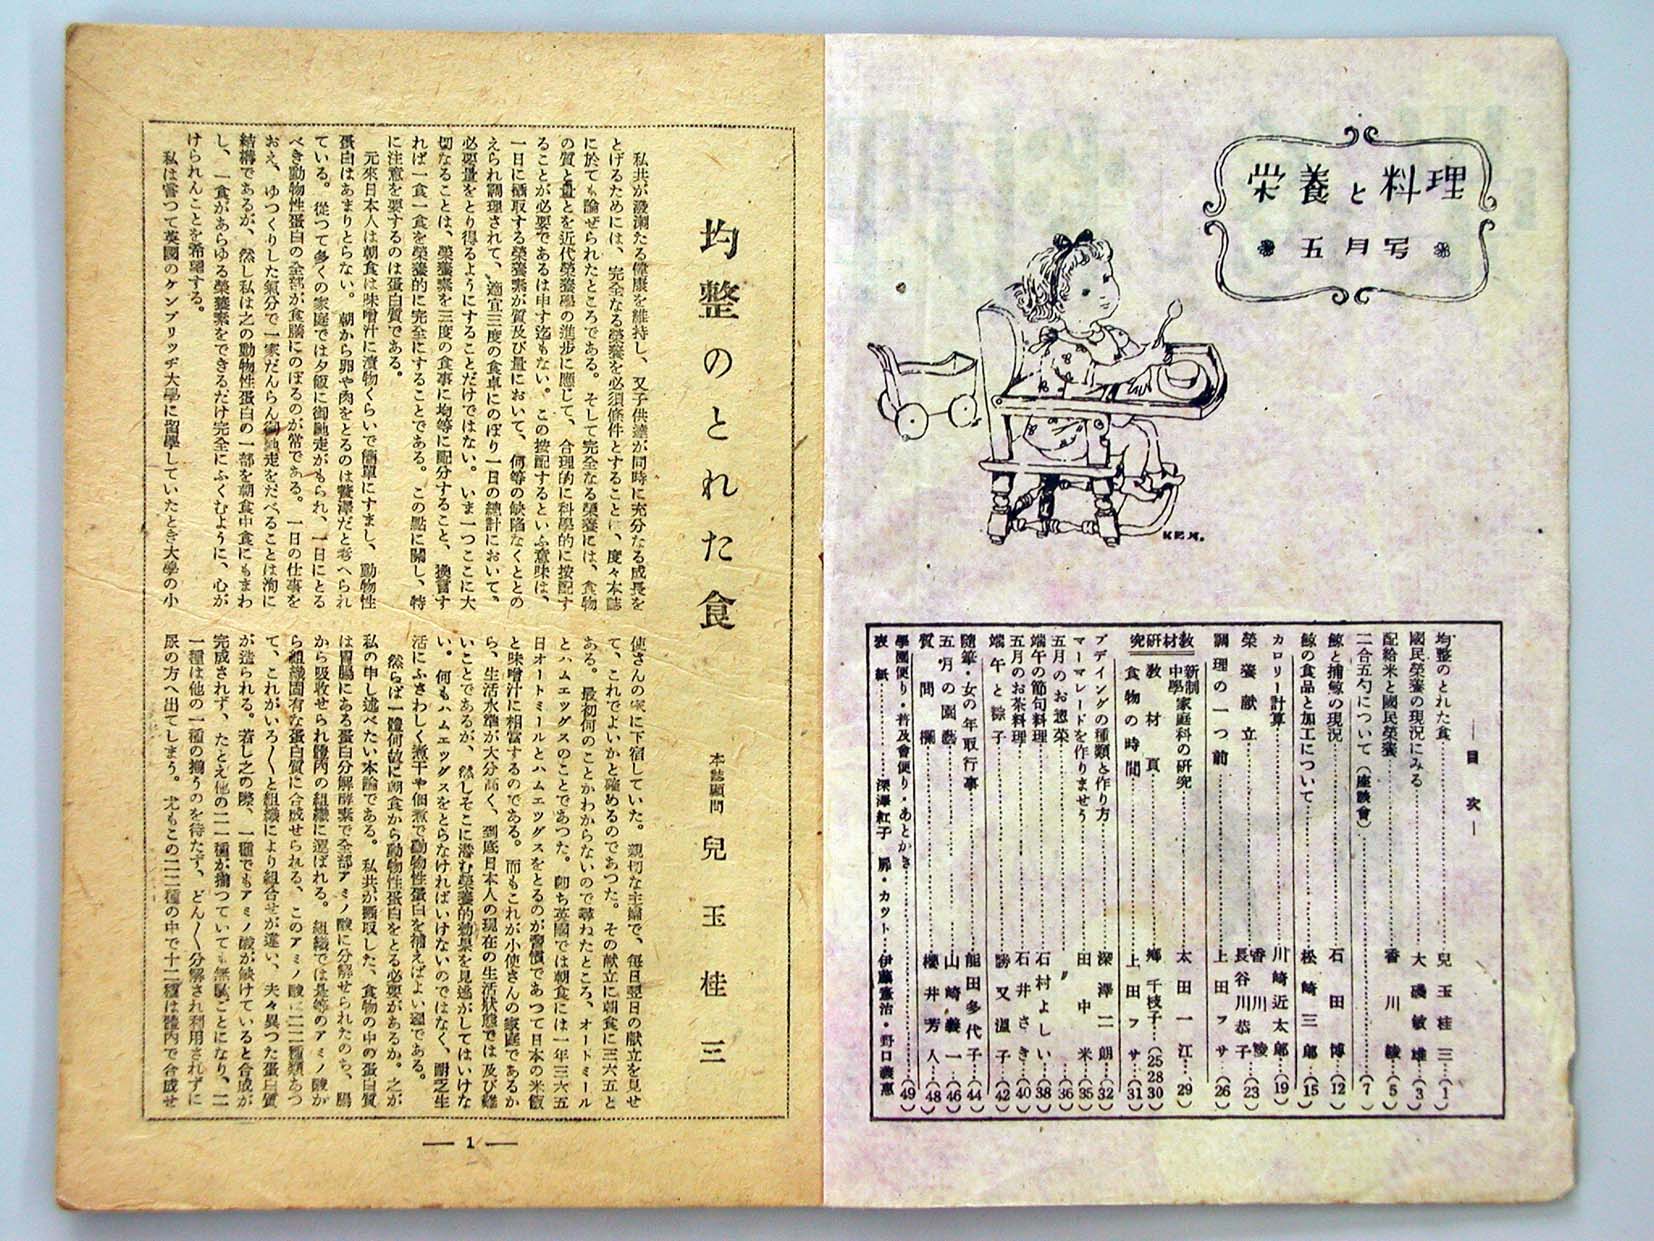 栄養と料理
五月号
KEM.
―目次―
均整のとれた食……兒玉桂三…(1)
國民榮養の現況にみる……大磯敏雄…(3)
配給米と國民榮養……香川綾…(5)
二合五勺について(座談會)……(7)
鯨と捕鯨の現況……石田博…(12)
鯨の食品と加工について……松崎三郎…(15)
カロリー計算……川崎近太郎…(19)
榮養献立……香川綾 長谷川恭子…(23)
調理の一つ前……上田フサ…(26)
教材研究
新制中學家庭科の研究……太田一江…(29)
教材頁……郷千枝子…(25 28 30)
食物の時間……上田フサ…(31)
プデイングの種類と作り方……深澤二朗…(32)
マーマレードを作りませう……田中米…(35)
五月のお惣菜……〃…(36)
端午の節句料理……石村よしい…(38)
五月のお茶料理……石井さき…(40)
端午と粽子……勝又溫子…(42)
隨筆・女の年取行事……能田多代子…(44)
五月の園藝……山崎義一…(46)
質問欄……櫻井芳人…(48)
學園便り・若及會便り・あとがき……(49)
表紙……深澤紅子 扉・カット…伊藤憲治・野口義惠
均整のとれた食
本誌顧問 兒玉桂三
私共が潑溂たる健康を維持し、又子供達が同時に充分なる成長を
とげるためには、完全なる榮養を必須條件とすることは、度々本誌
に於ても論ぜられたところである。そして完全なる榮養には、食物
の質と量とを近代榮養學の進步に應じて、合理的に科學的に按配す
ることが必要であるは申す迄もない。この按配するといふ意味は、
一日に攝取する榮養素が質及び量において、何等の缺陥なくととの
えられ調理されて、適宜三度の食卓にのぼり一日の總計において、
必要量をとり得るようにすることだけではない。いま一つここに大
切なることは、榮養素を三度の食事に均等に配分すること、換言す
れば一食一食を榮養的に完全にすることである。この點に關し、特
に注意を要するのは蛋白質である。
元來日本人は朝食は味噌汁に漬物くらいで簡單にすまし、動物性
蛋白はあまりとらない。朝から卵や肉をとるのは贅澤だと考へられ
ている。從つて多くの家庭では夕飯に御馳走がもられ、一日にとる
べき動物性蛋白の全部が食膳にのぼるのが常である。一日の仕事を
おえ、ゆつくりした氣分で一家だんらん御馳走をたべることは洵に
結構であるが、然し私は之の動物性蛋白の一部を朝食中食にもまわ
し、一食があらゆる榮養素をできるだけ完全にふくむように、心が
けられんことを希望する。
私は嘗つて英國のケンブリッヂ大學に留學していたとき大學の小
使さんの家に下宿していた。親切な主婦で、每日翌日の献立を見せ
て、これでよいかと確めるのであつた。その献立に朝食に三六五と
ある。最初何のことかわからないので尋ねたところ、オートミール
とハムエッグスのことであつた。卽ち英國では朝食には一年三六五
日オートミールとハムエッグスをとるのが習慣であつて日本の米飯
と味噌汁に相當するのである。而もこれが小使さんの家庭であるか
ら、生活水準が大分高く、到底日本人の現在の生活狀態では及び難
いことであるが、然しそこに潜む榮養的効果を見逃がしてはいけな
い。何もハムエッグスをとらなければいけないのではなく、耐乏生
活にふさわしく煮干や佃煮で動物性蛋白を補えばよい譯である。
然らば一體何故に朝食から動物性蛋白をとる必要があるか。之が
私の申し述べたい本論である。私共が攝取した、食物の中の蛋白質
は胃腸にある蛋白分解酵素で全部アミノ酸に分解せられたのち、腸
から吸收せられ體內の組織に運ばれる。組織では是等のアミノ酸か
ら組織固有な蛋白質に合成せられる、このアミノ酸に二二種類あつ
て、これがいろ〱と組織により組合せが違い、夫々異つた蛋白質
が造られる。若し之の際、一種でもアミノ酸が缺けていると合成が
完成されず、たとえ他の二一種が揃つていても無駄ごとになり、二
一種は他の一種の揃うのを待たず、どん〱分解され利用されずに
尿の方へ出てしまう。尤もこの二二種の中で十二種は體內で合成せ
― 1 ―